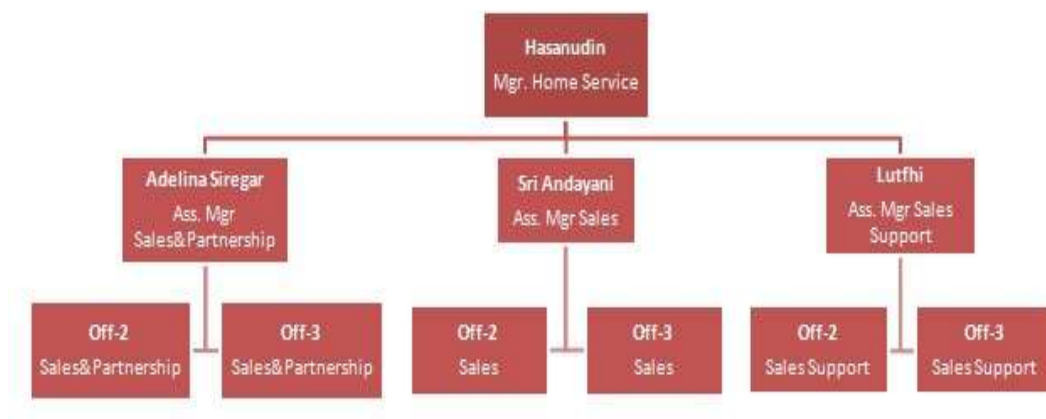 Hasanudin
Mgr. Home Service
Adelina Siregar
Ass. Mgr
Sales&Partnership
Sri Andayani
Ass. Mgr Sales
Lutfhi
Ass. Mgr Sales
Support
Off-2
Sales&Partnership
Off-3
Sales&Partnership
Off-2
Sales
Off-3
Sales
Off-2
Sales Support
Off-3
Sales Support